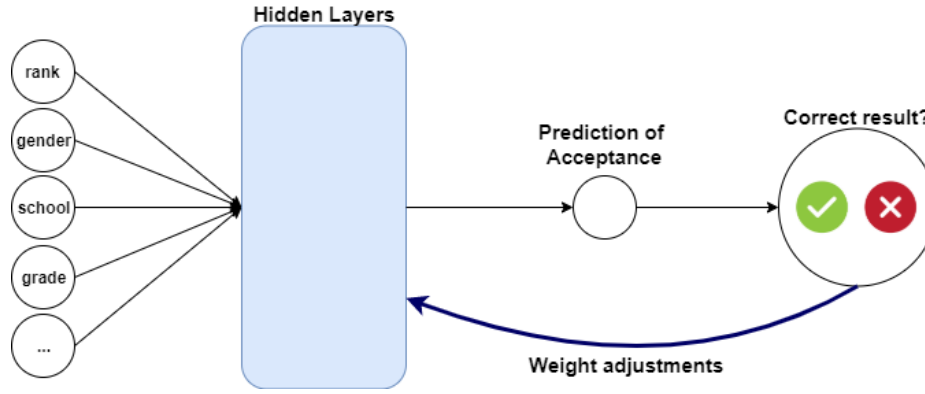 Hidden Layers
rank
gender
school
grade
...
Prediction of
Acceptance
Correct result?
Weight adjustments